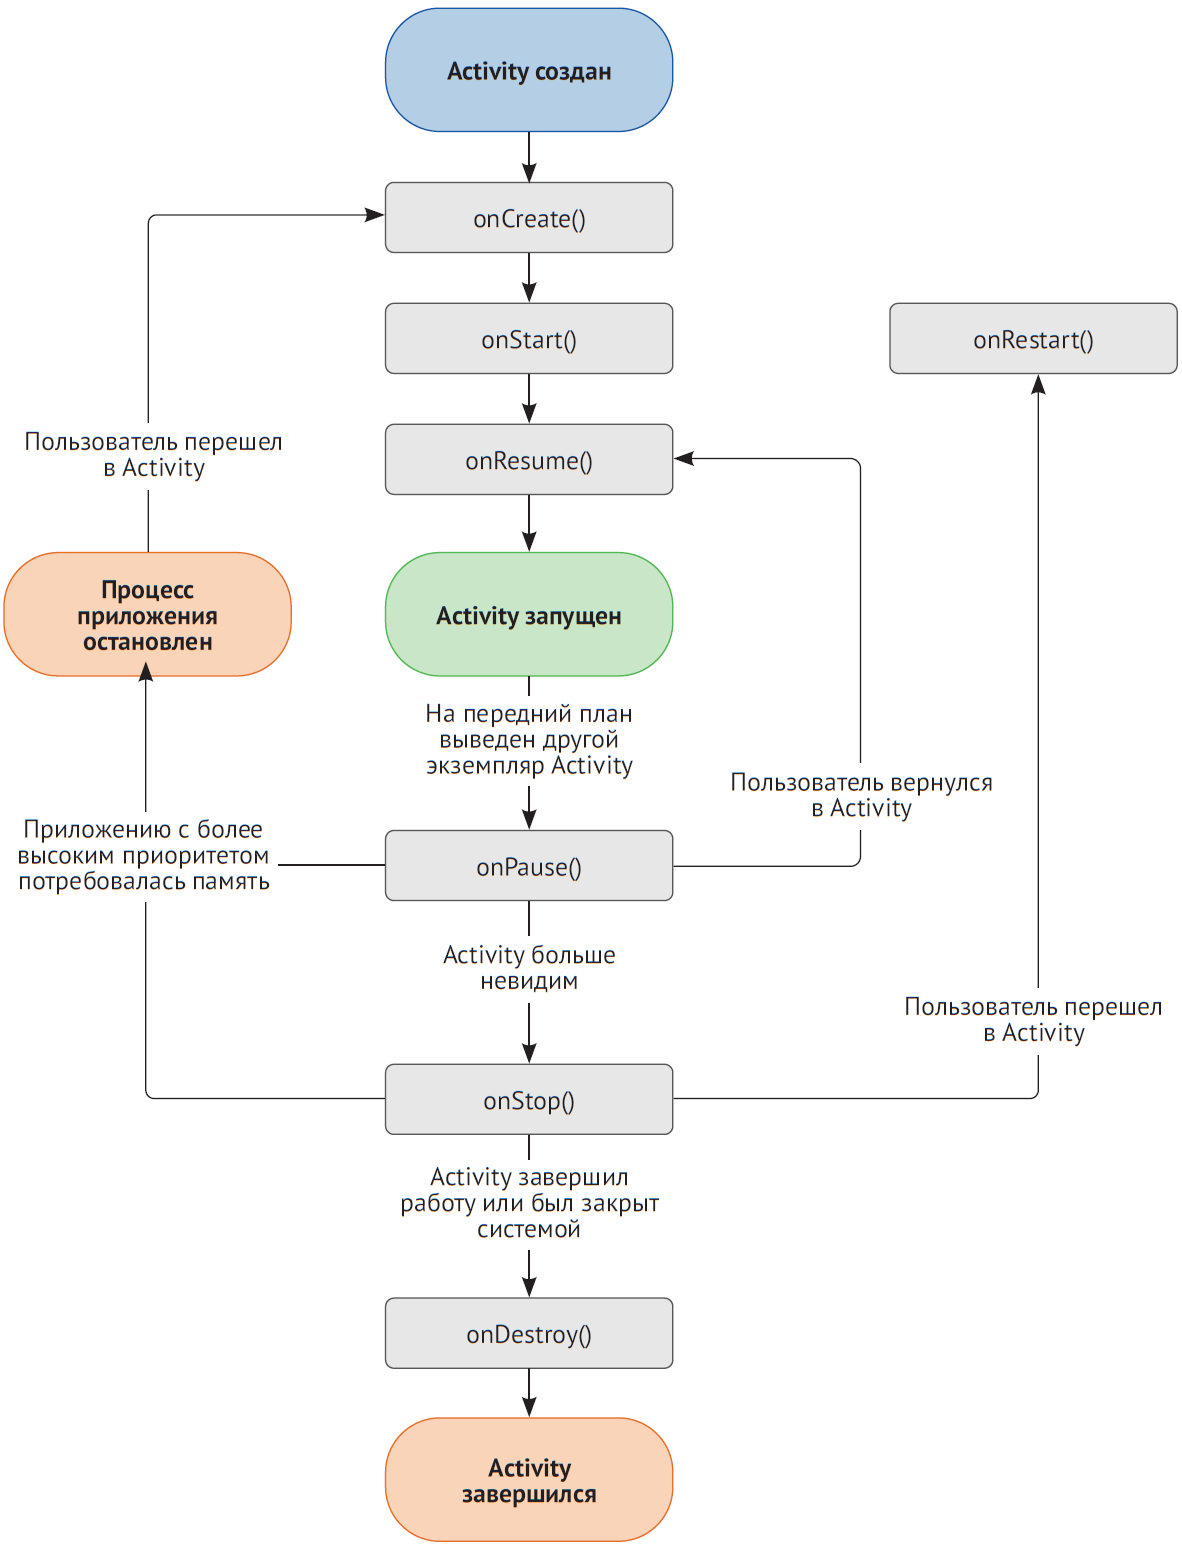 Activity создан
onCreate()
onStart()
onRestart()
Пользователь перешел
в Activity
onResume()
Процесс
приложения
остановлен
Activity запущен
На передний план
выведен другой
экземпляр Activity
Пользователь вернулся
в Activity
Приложению с более
высоким приоритетом
потребовалась память
onPause()
Activity больше
невидим
Пользователь перешел
в Activity
onStop()
Activity завершил
работу или был закрыт
системой
onDestroy()
Activity
завершился